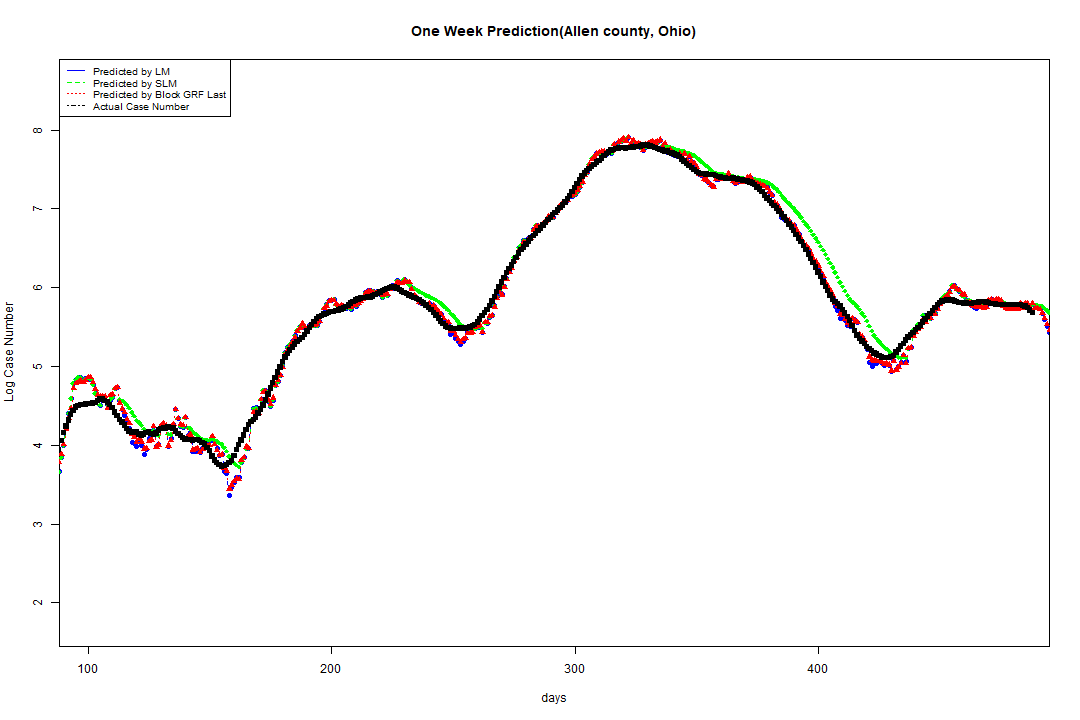 One Week Prediction(Allen county, Ohio)
Predicted by LM
Predicted by SLM
Predicted by Block GRF Last
Actual Case Number
8
7
6
5
4
3
2
Log Case Number
100 200 300 400
days